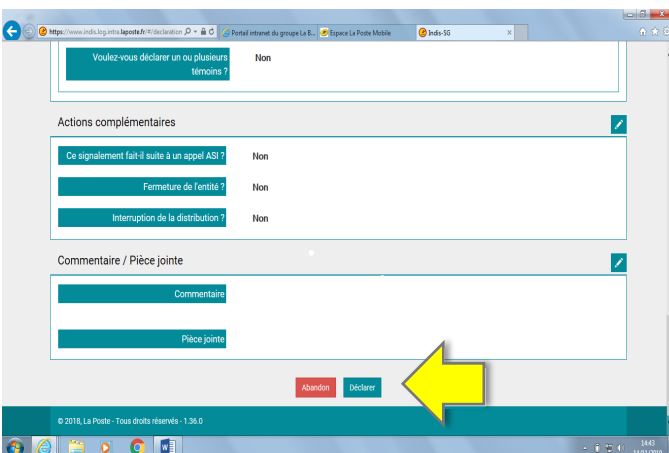 https://www.indis.log.intra.laposte.fr/#/declaration
Portail intranet du groupe La B...
Espace La Poste Mobile
Indis-SG
Voulez-vous déclarer un ou plusieurs témoins ?
Non
Actions complémentaires
Ce signalement fait-il suite à un appel ASI ?
Non
Fermeture de l'entité ?
Non
Interruption de la distribution ?
Non
Commentaire / Pièce jointe
Commentaire
Pièce jointe
Abandon
Déclarer
© 2018, La Poste - Tous droits réservés - 1.36.0
14:43